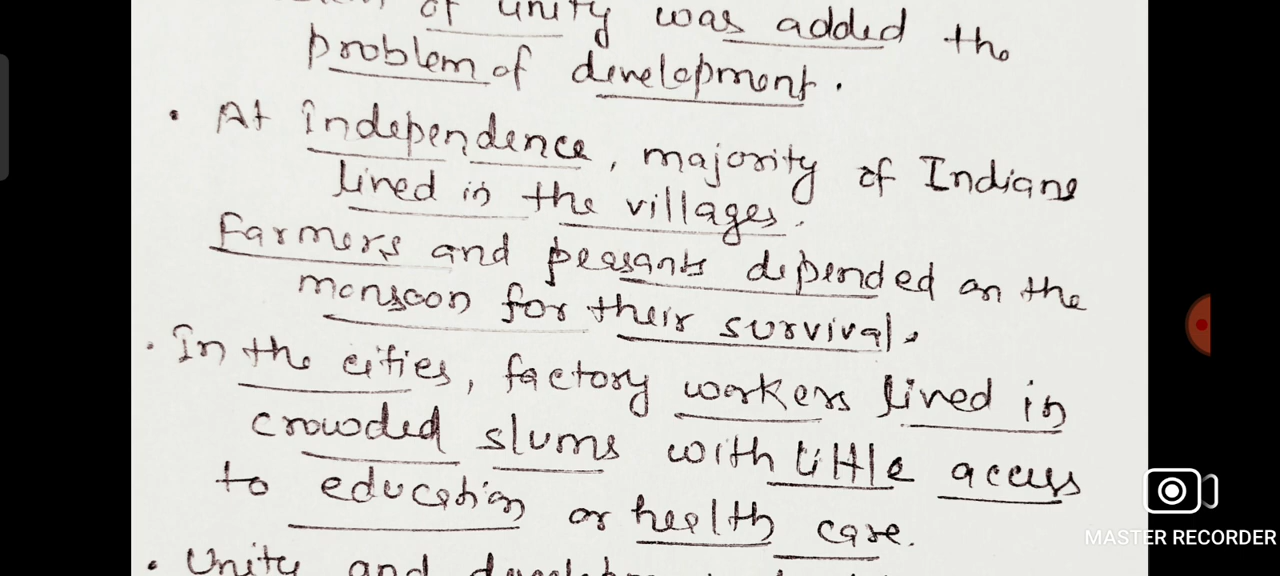 of unity was added the
problem of development.
• At Independence, majority of Indians
lived in the villages.
Farmers and peasants depended on the
monsoon for their survival.
• In the cities, factory workers lived in
crowded slums with little access
to education or health care.
• Unity and
MASTER RECORDER